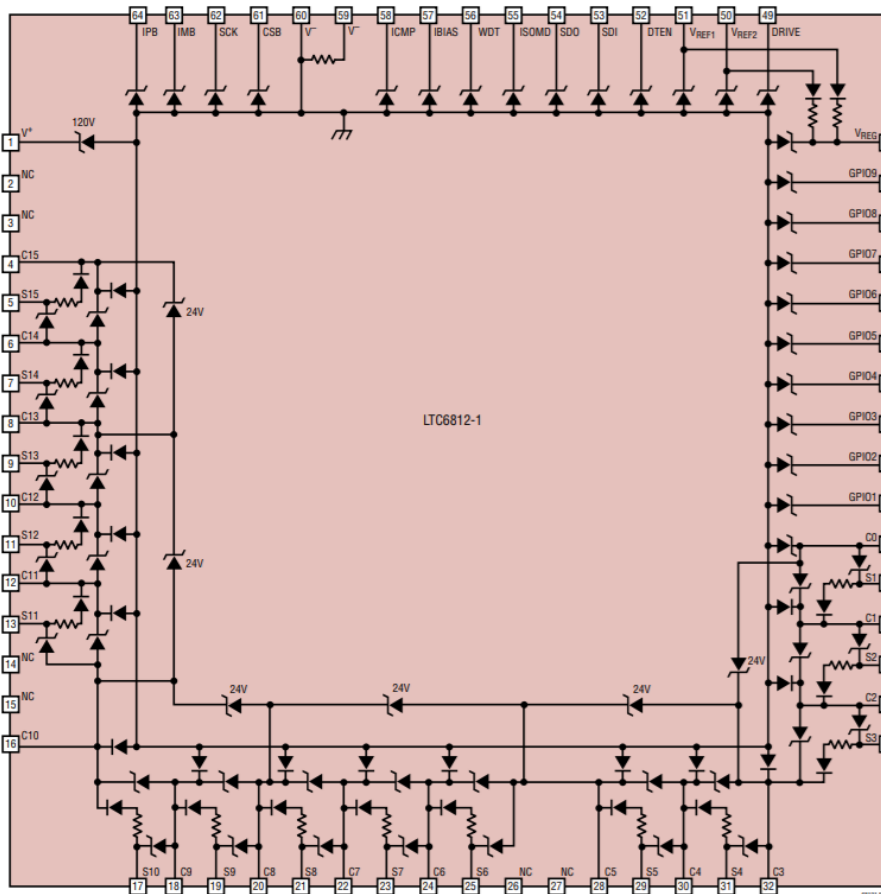 64 63 62 61 60 59 58 57 56 55 54 53 52 51 50 49
IPB IMB SCK CSB V– V– ICMP IBIAS WDT ISOMD SDO SDI DTEN VREF1 VREF2 DRIVE
120V
1 V+ VREG
2 NC GPIO9
3 NC GPIO8
4 C15 GPIO7
5 S15 GPIO6
24V
6 C14 GPIO5
7 S14 GPIO4
8 C13 GPIO3
LTC6812-1
9 S13 GPIO2
10 C12 GPIO1
11 S12 C0
24V
12 C11 S1
13 S11 C1
14 NC S2
24V
15 NC C2
24V 24V 24V
16 C10 S3
S10 C9 S9 C8 S8 C7 S7 C6 S6 NC NC C5 S5 C4 S4 C3
17 18 19 20 21 22 23 24 25 26 27 28 29 30 31 32